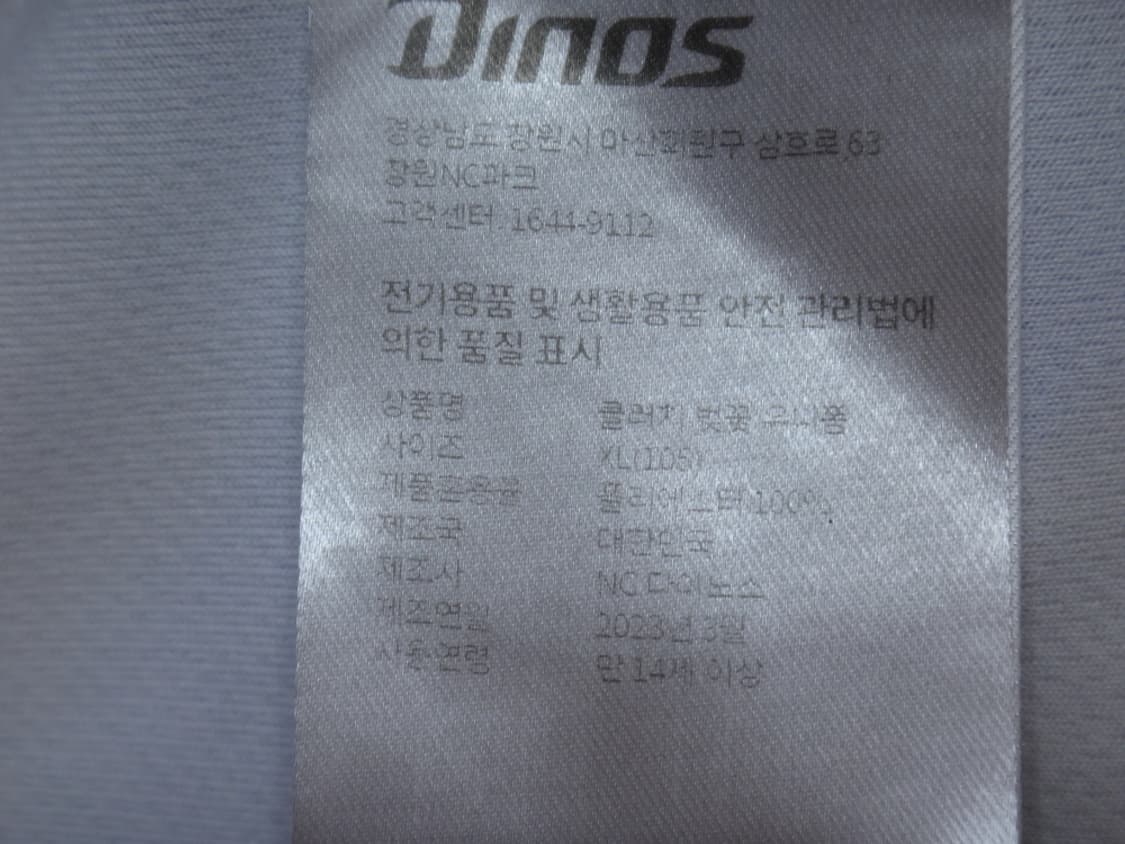 Dinos
경상남도 창원시 마산회원구 삼호로 63
창원NC파크
고객센터 1644-9112
전기용품 및 생활용품 안전 관리법에
의한 품질 표시
상품명 클러치 벚꽃 유니폼
사이즈 XL(105)
제품혼용률 폴리에스터 100%
제조국 대한민국
제조사 NC 다이노스
제조연월 2023년 3월
사용연령 만 14세 이상